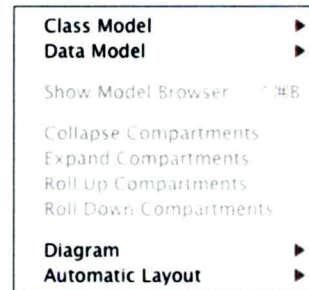 Class Model
Data Model
Show Model Browser ⌃⌘B
Collapse Compartments
Expand Compartments
Roll Up Compartments
Roll Down Compartments
Diagram
Automatic Layout